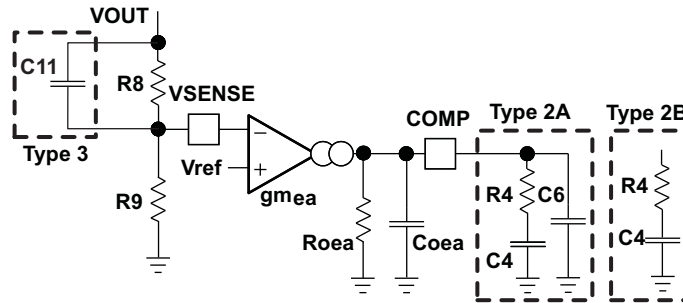 VOUT
C11
R8
VSENSE
COMP
Type 2A
Type 2B
Type 3
Vref
gmea
R9
R4
C6
R4
Roea
Coea
C4
C4